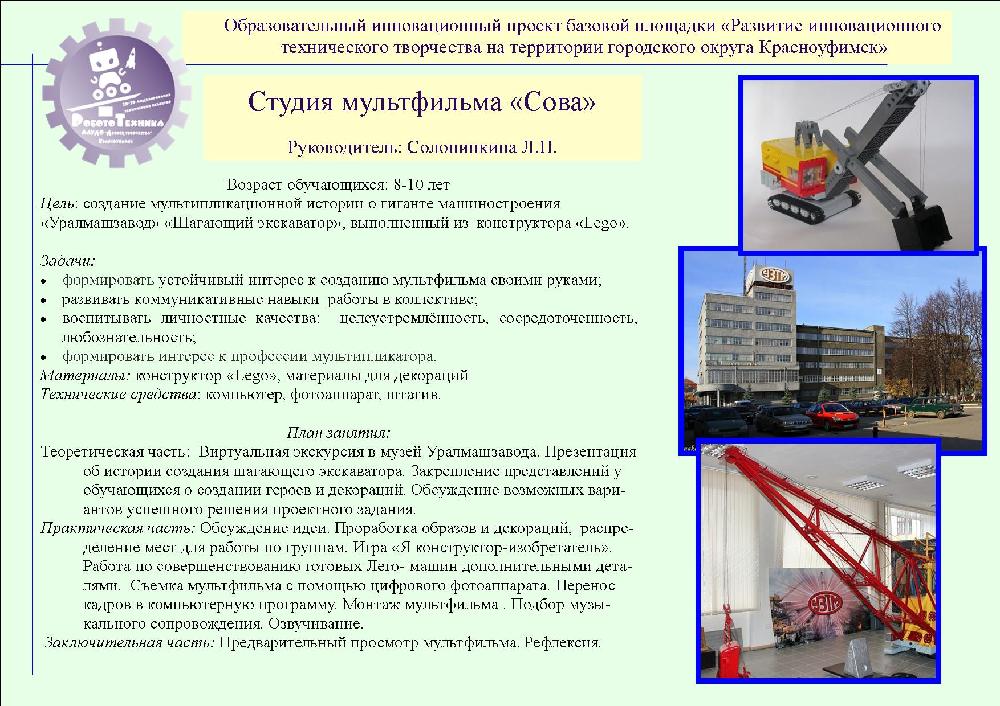 Образовательный инновационный проект базовой площадки «Развитие инновационного
технического творчества на территории городского округа Красноуфимск»
2D-3D моделирование
технических объектов
РобоТоТехника
МАУДО "Дворец творчества"
Красноуфимск
Студия мультфильма «Сова»
Руководитель: Солонинкина Л.П.
Возраст обучающихся: 8-10 лет
Цель: создание мультипликационной истории о гиганте машиностроения
«Уралмашзавод» «Шагающий экскаватор», выполненный из конструктора «Lego».
Задачи:
• формировать устойчивый интерес к созданию мультфильма своими руками;
• развивать коммуникативные навыки работы в коллективе;
• воспитывать личностные качества: целеустремлённость, сосредоточенность,
любознательность;
• формировать интерес к профессии мультипликатора.
Материалы: конструктор «Lego», материалы для декораций
Технические средства: компьютер, фотоаппарат, штатив.
План занятия:
Теоретическая часть: Виртуальная экскурсия в музей Уралмашзавода. Презентация
об истории создания шагающего экскаватора. Закрепление представлений у
обучающихся о создании героев и декораций. Обсуждение возможных вари-
антов успешного решения проектного задания.
Практическая часть: Обсуждение идеи. Проработка образов и декораций, распре-
деление мест для работы по группам. Игра «Я конструктор-изобретатель».
Работа по совершенствованию готовых Лего- машин дополнительными дета-
лями. Съемка мультфильма с помощью цифрового фотоаппарата. Перенос
кадров в компьютерную программу. Монтаж мультфильма . Подбор музы-
кального сопровождения. Озвучивание.
Заключительная часть: Предварительный просмотр мультфильма. Рефлексия.
УЗТМ
УЗТМ